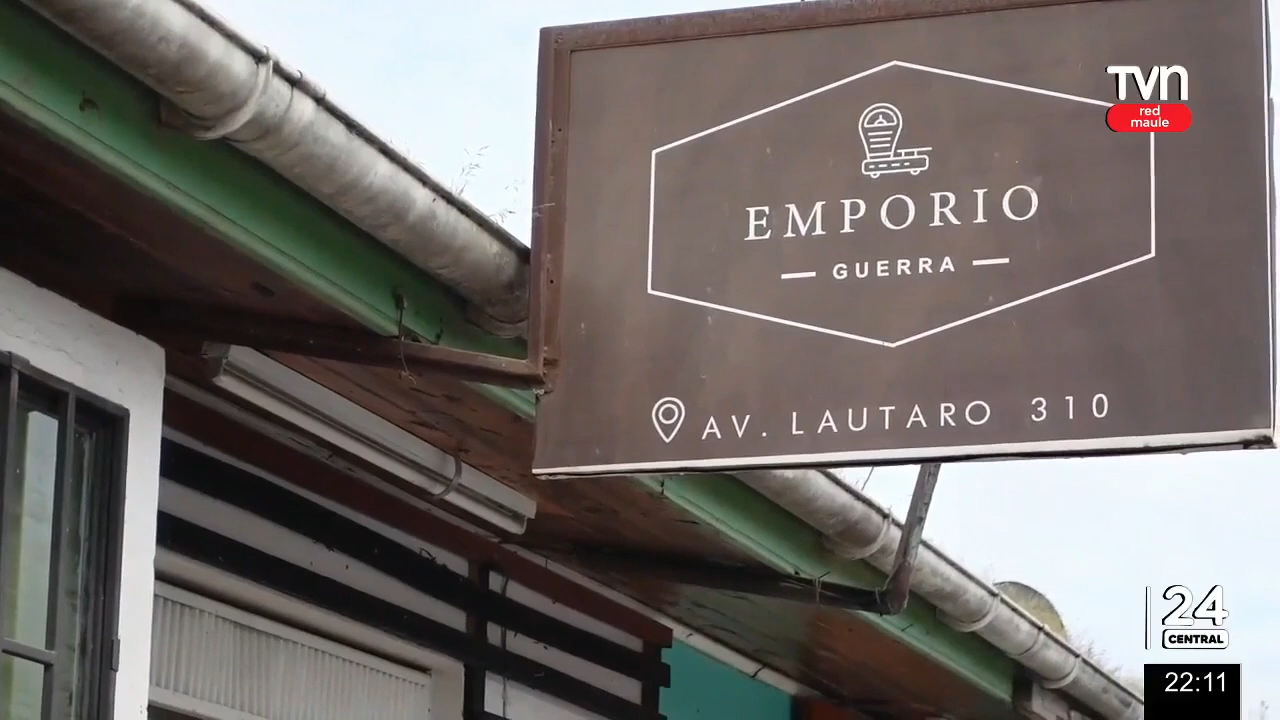 TVN
red
maule
EMPORIO
GUERRA
AV. LAUTARO 310
24
CENTRAL
22:11